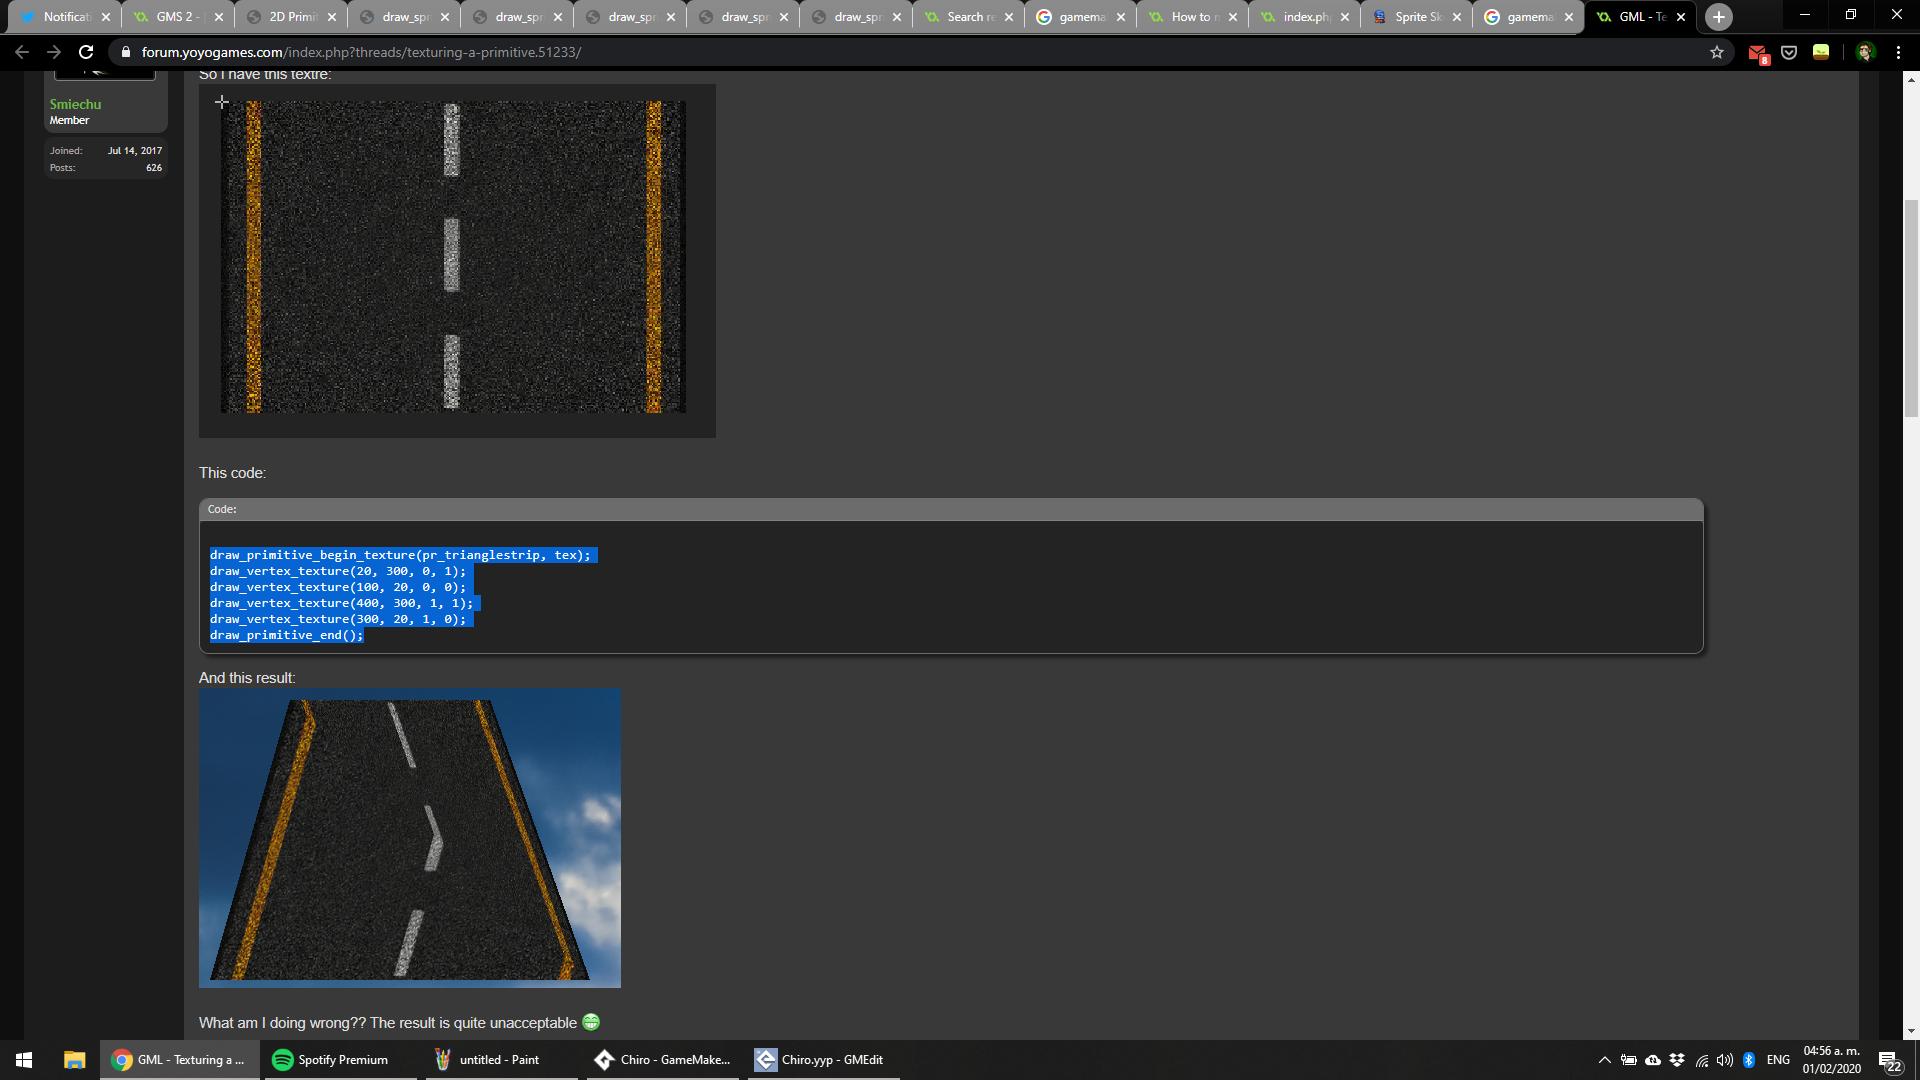 Notificati
GMS 2 -
2D Primit
draw_spr
draw_spr
draw_spr
draw_spr
draw_spr
Search re
gamemak
How to m
index.php
Sprite Sk
gamemak
GML - Te
forum.yoyogames.com/index.php?threads/texturing-a-primitive.51233/
8
So I have this textre:
Smiechu
Member
Joined: Jul 14, 2017
Posts: 626
This code:
Code:
draw_primitive_begin_texture(pr_trianglestrip, tex);
draw_vertex_texture(20, 300, 0, 1);
draw_vertex_texture(100, 20, 0, 0);
draw_vertex_texture(400, 300, 1, 1);
draw_vertex_texture(300, 20, 1, 0);
draw_primitive_end();
And this result:
What am I doing wrong?? The result is quite unacceptable
GML - Texturing a ...
Spotify Premium
untitled - Paint
Chiro - GameMake...
Chiro.yyp - GMEdit
ENG
04:56 a. m.
01/02/2020
22